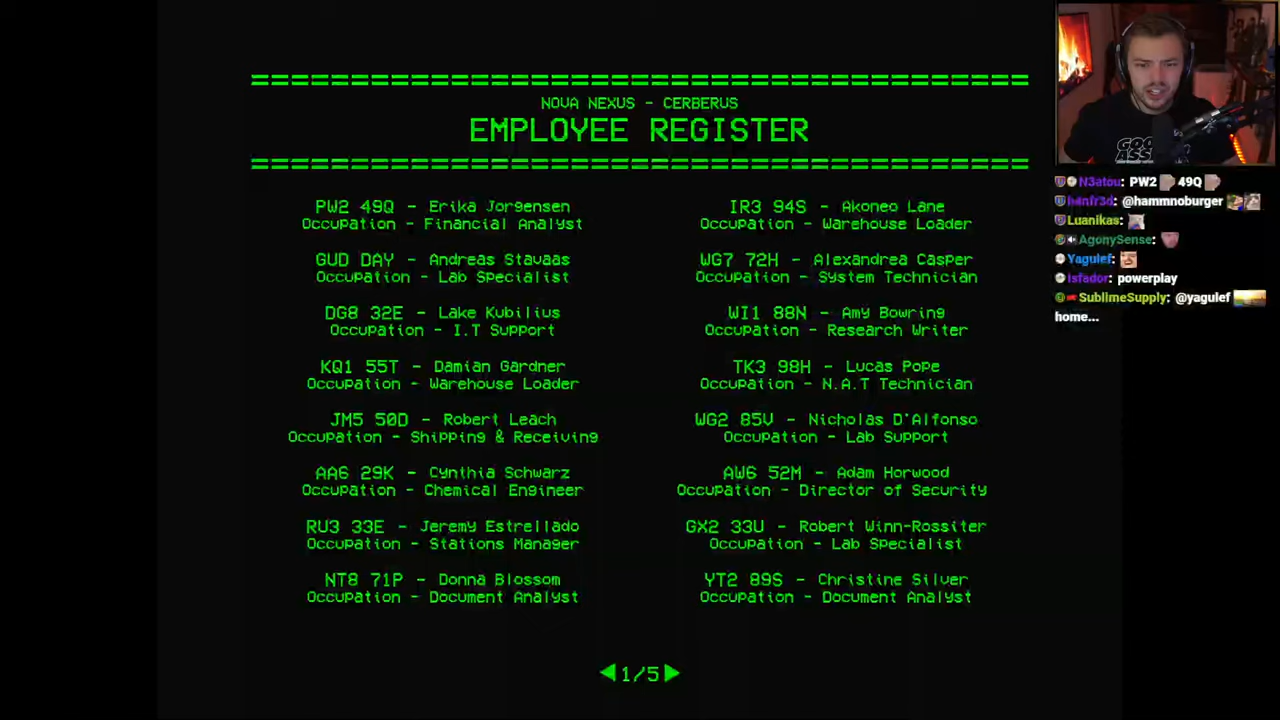 NOVA NEXUS - CERBERUS
EMPLOYEE REGISTER
PW2 49Q - Erika Jorgensen
Occupation - Financial Analyst
GUD DAY - Andreas Stavaas
Occupation - Lab Specialist
DG8 32E - Lake Kubilius
Occupation - I.T Support
KQ1 55T - Damian Gardner
Occupation - Warehouse Loader
JM5 50D - Robert Leach
Occupation - Shipping & Receiving
AA6 29K - Cynthia Schwarz
Occupation - Chemical Engineer
RU3 33E - Jeremy Estrellado
Occupation - Stations Manager
NT8 71P - Donna Blossom
Occupation - Document Analyst
IR3 94S - Akoneo Lane
Occupation - Warehouse Loader
WG7 72H - Alexandrea Casper
Occupation - System Technician
WI1 88N - Amy Bowring
Occupation - Research Writer
TK3 98H - Lucas Pope
Occupation - N.A.T Technician
WG2 85V - Nicholas D'Alfonso
Occupation - Lab Support
AW6 52M - Adam Horwood
Occupation - Director of Security
GX2 33U - Robert Winn-Rossiter
Occupation - Lab Specialist
YT2 89S - Christine Silver
Occupation - Document Analyst
1/5
N3atou: PW2 49Q
h4nfr3d: @hammnoburger
Luanikas:
AgonySense:
Yagulef:
isfador: powerplay
SublimeSupply: @yagulef
home...